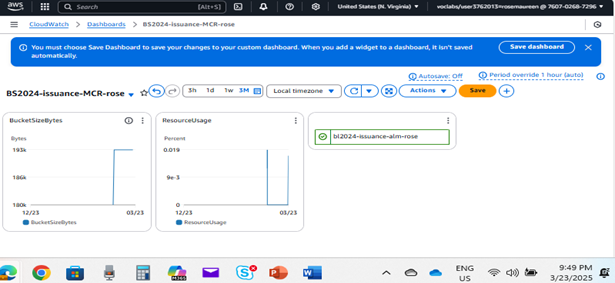 aws
Search
[Alt+S]
United States (N. Virginia)
voclabs/user3762013=rosemaureen @ 7607-0268-7296
CloudWatch > Dashboards > BS2024-issuance-MCR-rose
You must choose Save Dashboard to save your changes to your custom dashboard. When you add a widget to a dashboard, it isn't saved
automatically.
Save dashboard
Autosave: Off
Period override 1 hour (auto)
BS2024-issuance-MCR-rose
3h 1d 1w 3M
Local timezone
Actions
Save
BucketSizeBytes
Bytes
193k
186k
180k
12/23
03/23
BucketSizeBytes
ResourceUsage
Percent
0.019
9e-3
0
12/23
03/23
ResourceUsage
bl2024-issuance-alm-rose
ENG
US
9:49 PM
3/23/2025